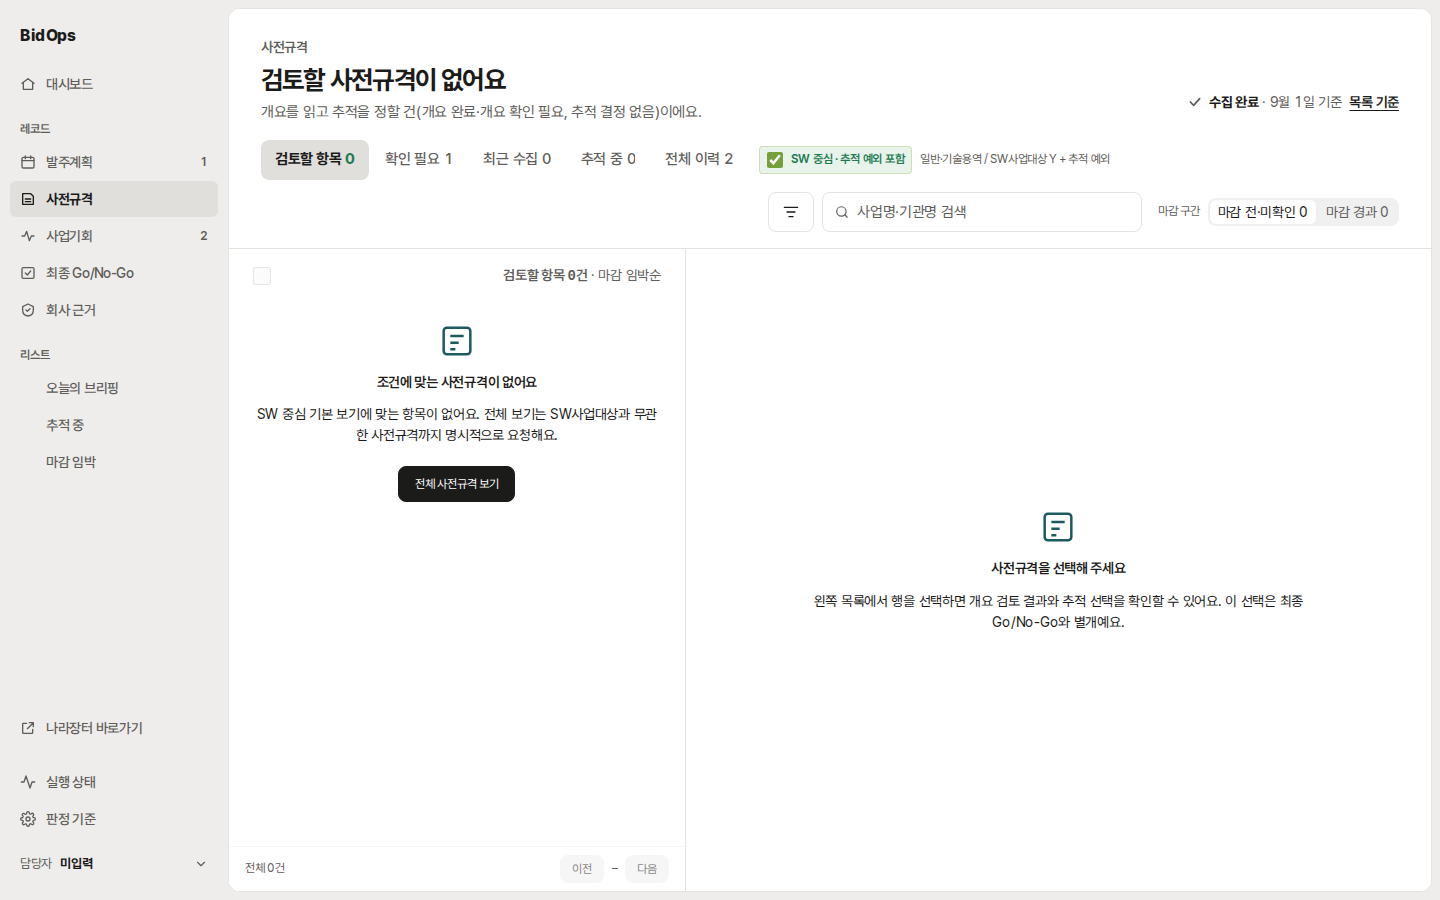 BidOps
대시보드
레코드
발주계획 1
사전규격
사업기회 2
최종 Go/No-Go
회사 근거
리스트
오늘의 브리핑
추적 중
마감 임박
나라장터 바로가기
실행 상태
판정 기준
담당자 미입력
사전규격
검토할 사전규격이 없어요
개요를 읽고 추적을 정할 건(개요 완료·개요 확인 필요, 추적 결정 없음)이에요.
수집 완료 · 9월 1일 기준 목록 기준
검토할 항목 0 확인 필요 1 최근 수집 0 추적 중 0 전체 이력 2 SW 중심·추적 예외 포함 일반·기술용역 / SW사업대상 Y + 추적 예외
사업명·기관명 검색 마감 구간 마감 전·미확인 0 마감 경과 0
검토할 항목 0건 · 마감 임박순
조건에 맞는 사전규격이 없어요
SW 중심 기본 보기에 맞는 항목이 없어요. 전체 보기는 SW사업대상과 무관
한 사전규격까지 명시적으로 요청해요.
전체 사전규격 보기
전체 0건 이전 – 다음
사전규격을 선택해 주세요
왼쪽 목록에서 행을 선택하면 개요 검토 결과와 추적 선택을 확인할 수 있어요. 이 선택은 최종
Go/No-Go와 별개예요.